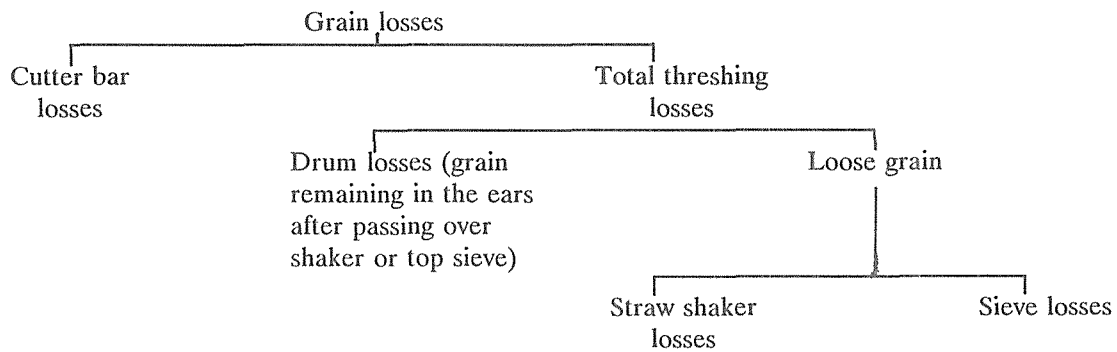 Grain losses
Cutter bar
losses
Total threshing
losses
Drum losses (grain
remaining in the ears
after passing over
shaker or top sieve)
Loose grain
Straw shaker
losses
Sieve losses